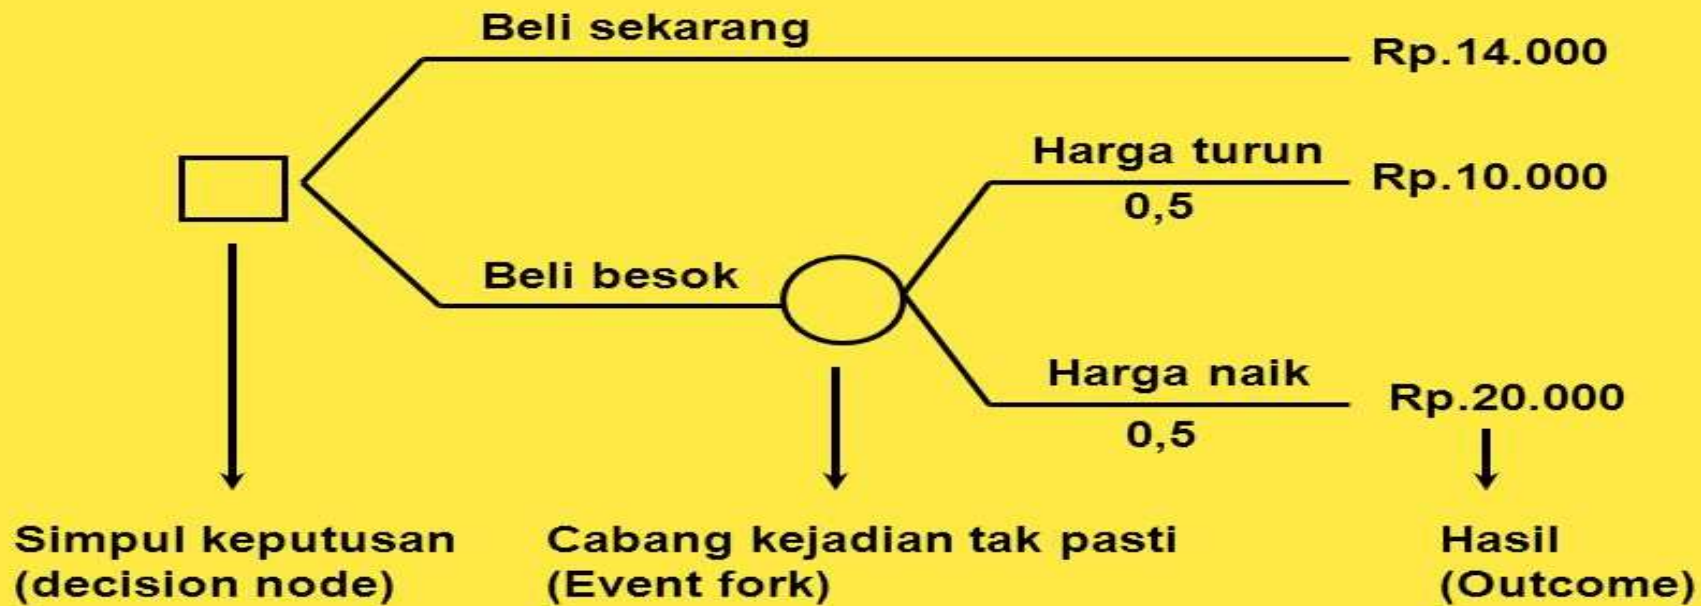 Beli sekarang
Rp.14.000
Harga turun
Rp.10.000
0,5
Beli besok
Harga naik
Rp.20.000
0,5
Simpul keputusan
(decision node)
Cabang kejadian tak pasti
(Event fork)
Hasil
(Outcome)